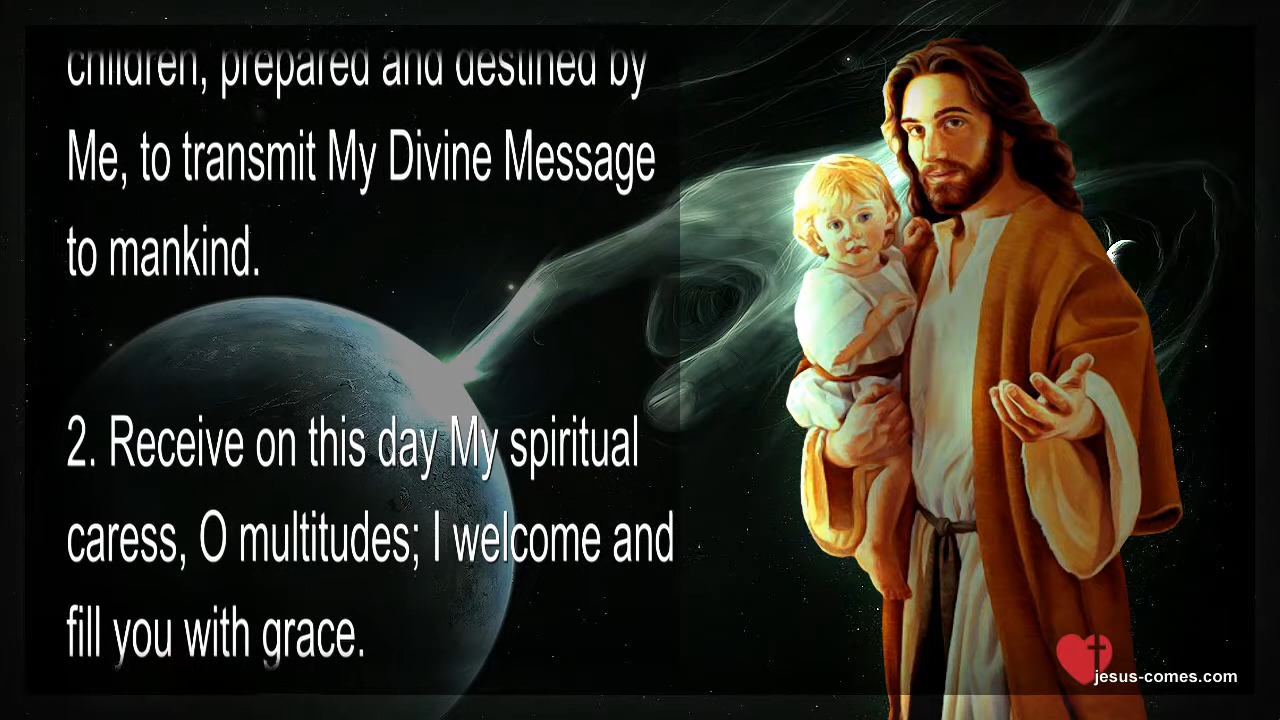 children, prepared and destined by
Me, to transmit My Divine Message
to mankind.
2. Receive on this day My spiritual
caress, O multitudes; I welcome and
fill you with grace.
jesus-comes.com